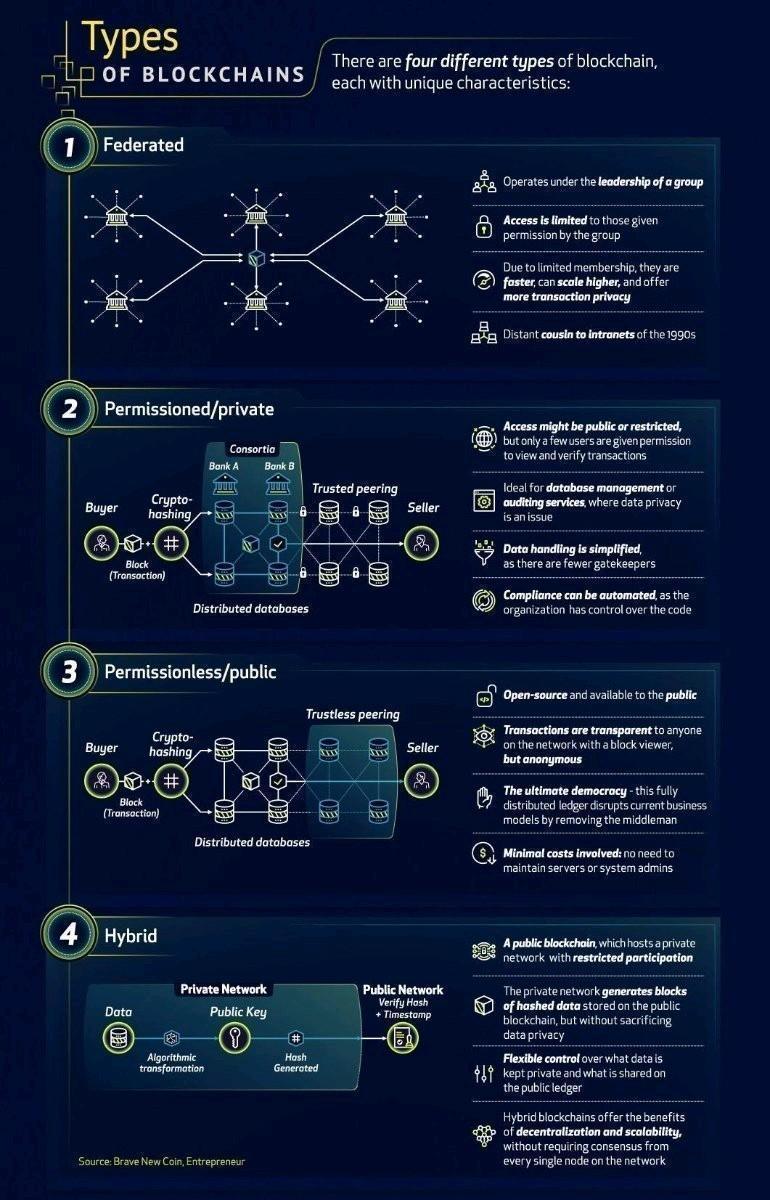 Types
OF BLOCKCHAINS
There are four different types of blockchain,
each with unique characteristics:
1
Federated
Operates under the leadership of a group
Access is limited to those given
permission by the group
Due to limited membership, they are
faster, can scale higher, and offer
more transaction privacy
Distant cousin to intranets of the 1990s
2
Permissioned/private
Consortia
Bank A
Bank B
Buyer
Crypto-
hashing
Trusted peering
Seller
Block
(Transaction)
Distributed databases
Access might be public or restricted,
but only a few users are given permission
to view and verify transactions
Ideal for database management or
auditing services, where data privacy
is an issue
Data handling is simplified,
as there are fewer gatekeepers
Compliance can be automated, as the
organization has control over the code
3
Permissionless/public
Trustless peering
Buyer
Crypto-
hashing
Seller
Block
(Transaction)
Distributed databases
Open-source and available to the public
Transactions are transparent to anyone
on the network with a block viewer,
but anonymous
The ultimate democracy - this fully
distributed ledger disrupts current business
models by removing the middleman
Minimal costs involved: no need to
maintain servers or system admins
4
Hybrid
Private Network
Public Network
Verify Hash
+ Timestamp
Data
Public Key
Algorithmic
transformation
Hash
Generated
A public blockchain, which hosts a private
network with restricted participation
The private network generates blocks
of hashed data stored on the public
blockchain, but without sacrificing
data privacy
Flexible control over what data is
kept private and what is shared on
the public ledger
Hybrid blockchains offer the benefits
of decentralization and scalability,
without requiring consensus from
every single node on the network
Source: Brave New Coin, Entrepreneur